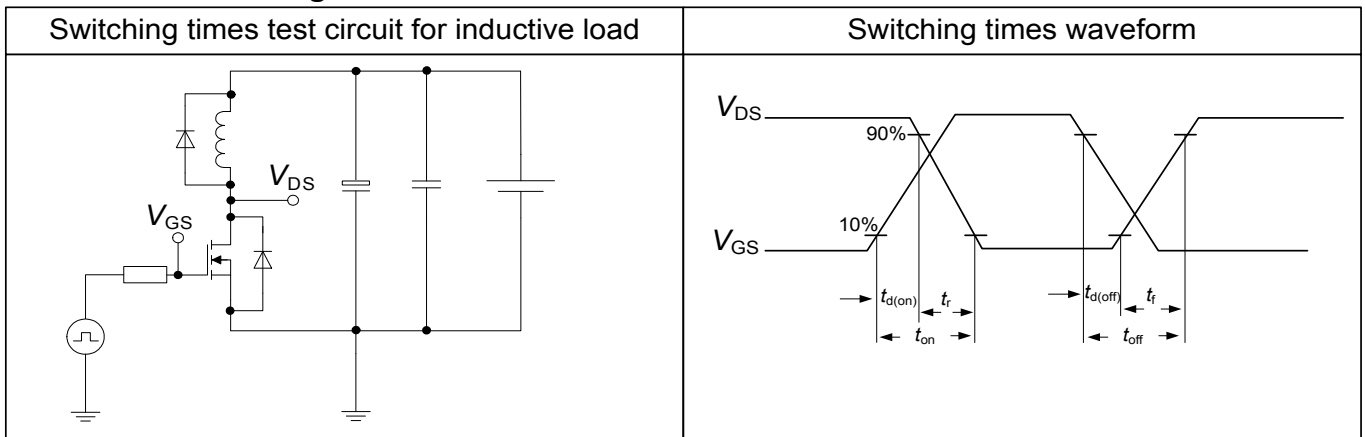 Switching times test circuit for inductive load
Switching times waveform
VDS
VGS
VDS
90%
10%
VGS
td(on)
tr
ton
td(off)
tf
toff